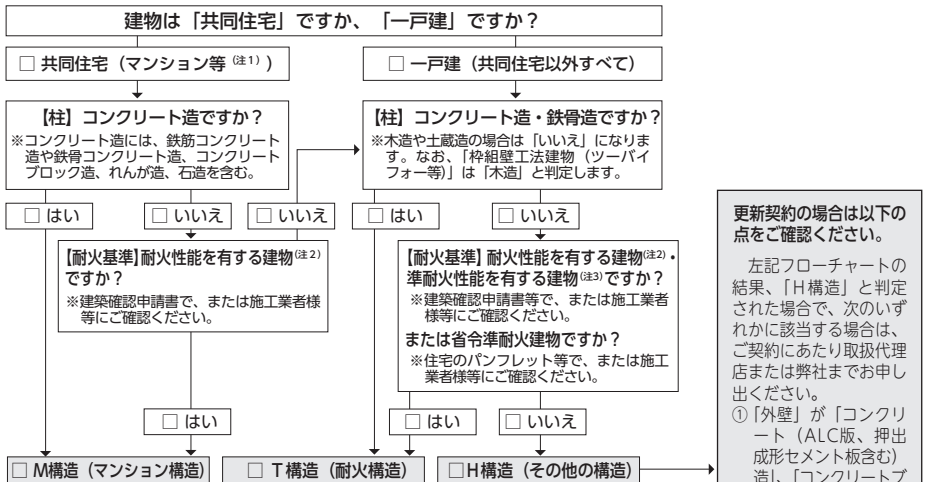 建物は「共同住宅」ですか、「一戸建」ですか？
□ 共同住宅（マンション等（注1））
□ 一戸建（共同住宅以外すべて）
【柱】コンクリート造ですか？
※コンクリート造には、鉄筋コンクリート
造や鉄骨コンクリート造、コンクリート
ブロック造、れんが造、石造を含む。
【柱】コンクリート造・鉄骨造ですか？
※木造や土蔵造の場合は「いいえ」になりま
す。なお、「枠組壁工法建物（ツーバイ
フォー等）」は「木造」と判定します。
□ はい
□ いいえ
□ いいえ
□ はい
□ いいえ
【耐火基準】耐火性能を有する建物（注2）
ですか？
※建築確認申請書で、または施工業者様
等にご確認ください。
【耐火基準】耐火性能を有する建物（注2）・
準耐火性能を有する建物（注3）ですか？
※建築確認申請書等で、または施工業者
様等にご確認ください。
または省令準耐火建物ですか？
※住宅のパンフレット等で、または施工
業者様等にご確認ください。
□ はい
□ はい
□ いいえ
□ M構造（マンション構造）
□ T構造（耐火構造）
□H構造（その他の構造）
更新契約の場合は以下の
点をご確認ください。
左記フローチャートの
結果、「H構造」と判定
された場合で、次のいず
れかに該当する場合は、
ご契約にあたり取扱代理
店または弊社までお申し
出ください。
①「外壁」が「コンクリ
ート（ALC版、押出
成形セメント板含む）
造」、「コンクリートブ